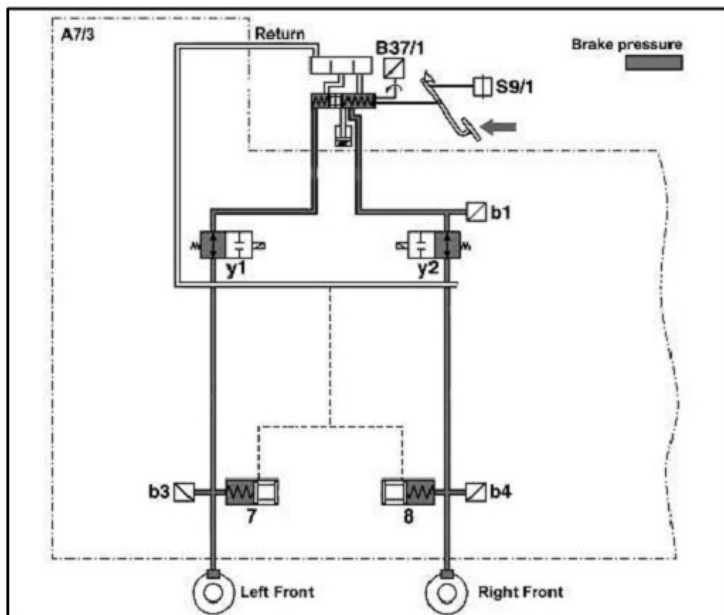 A7/3
Return
B37/1
Brake pressure
S9/1
b1
y1
y2
b3
7
8
b4
Left Front
Right Front